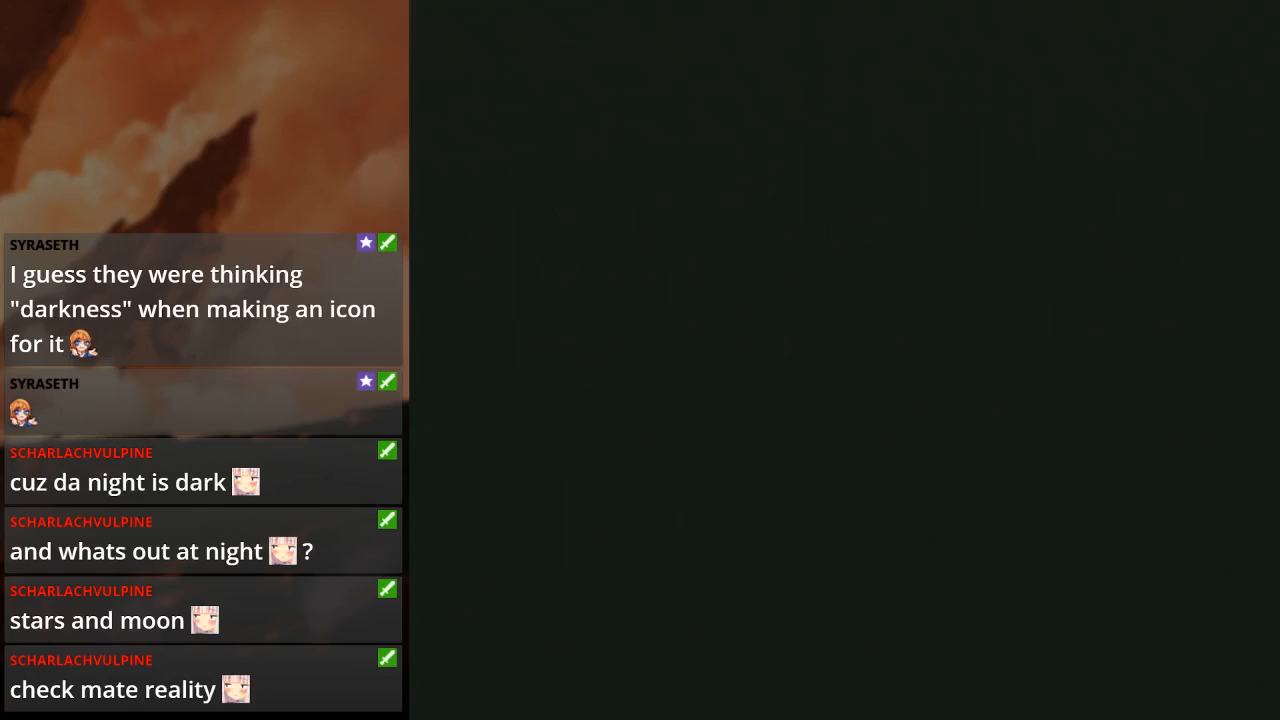 SYRASETH
I guess they were thinking
"darkness" when making an icon
for it
SYRASETH
SCHARLACHVULPINE
cuz da night is dark
SCHARLACHVULPINE
and whats out at night ?
SCHARLACHVULPINE
stars and moon
SCHARLACHVULPINE
check mate reality